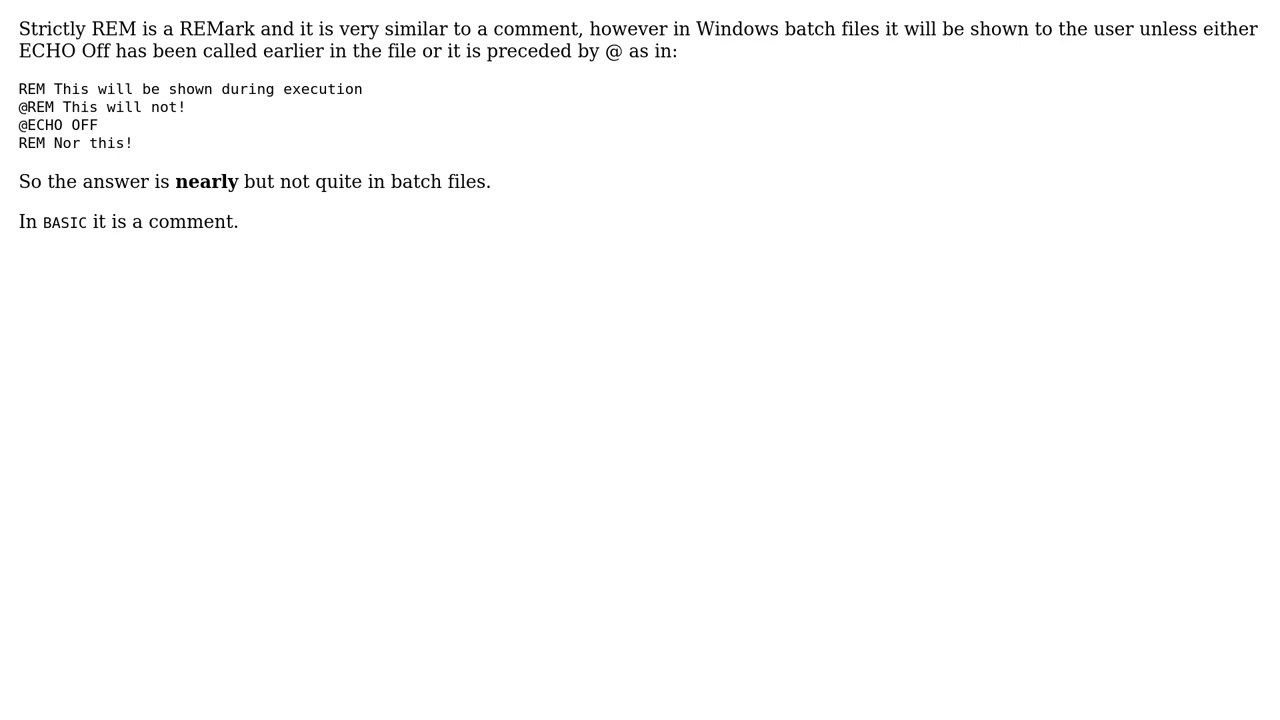 Strictly REM is a REMark and it is very similar to a comment, however in Windows batch files it will be shown to the user unless either
ECHO Off has been called earlier in the file or it is preceded by @ as in:
REM This will be shown during execution
@REM This will not!
@ECHO OFF
REM Nor this!
So the answer is nearly but not quite in batch files.
In BASIC it is a comment.